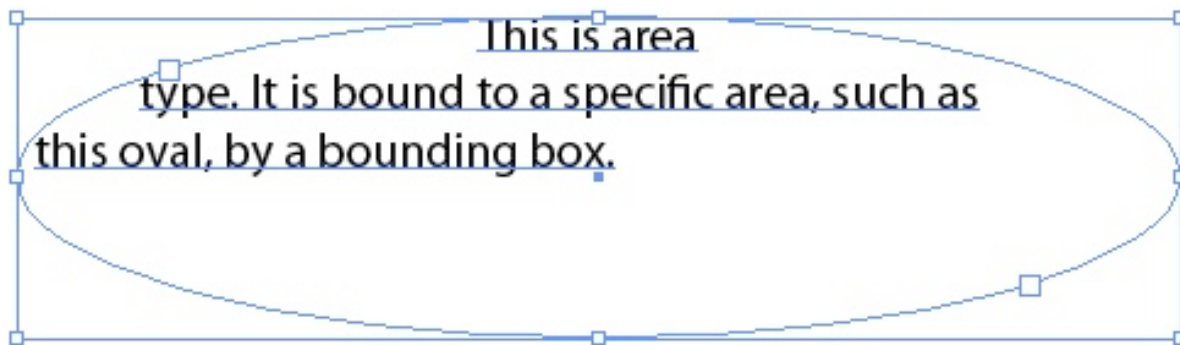 This is area
type. It is bound to a specific area, such as
this oval, by a bounding box.